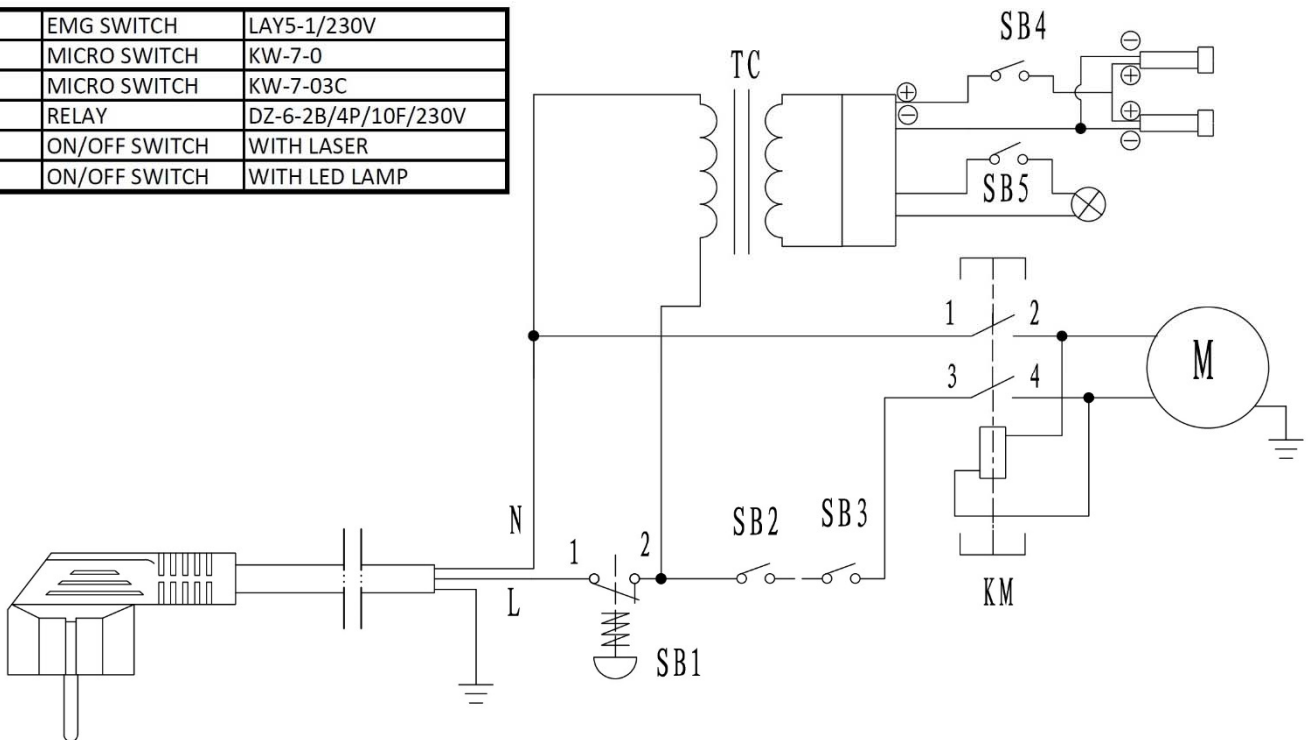 EMG SWITCH LAY5-1/230V
MICRO SWITCH KW-7-0
MICRO SWITCH KW-7-03C
RELAY DZ-6-2B/4P/10F/230V
ON/OFF SWITCH WITH LASER
ON/OFF SWITCH WITH LED LAMP
SB4
TC
+
-
-
+
+
-
SB5
1 2
M
3 4
N
1 2
SB2 SB3
L
SB1
KM